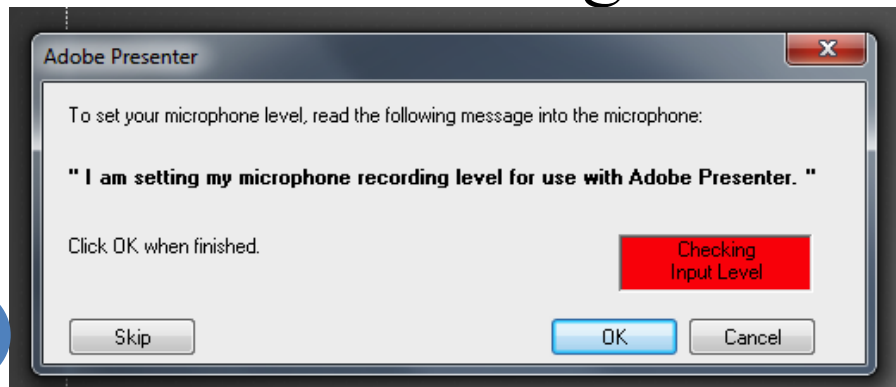 Adobe Presenter
To set your microphone level, read the following message into the microphone:
" I am setting my microphone recording level for use with Adobe Presenter. "
Click OK when finished.
Checking
Input Level
Skip
OK
Cancel